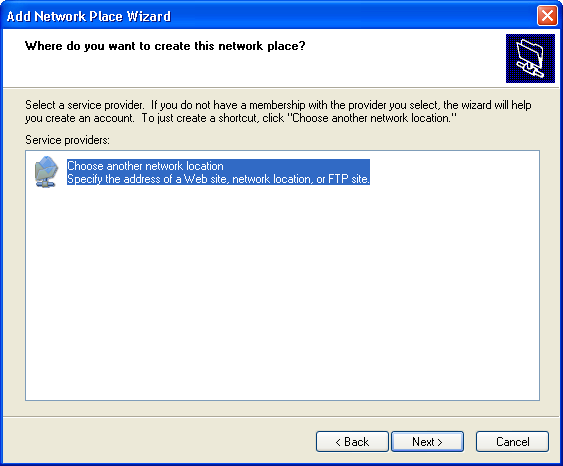 Add Network Place Wizard
Where do you want to create this network place?
Select a service provider.  If you do not have a membership with the provider you select, the wizard will help
you create an account.  To just create a shortcut, click "Choose another network location."
Service providers:
Choose another network location
Specify the address of a Web site, network location, or FTP site.
< Back
Next >
Cancel